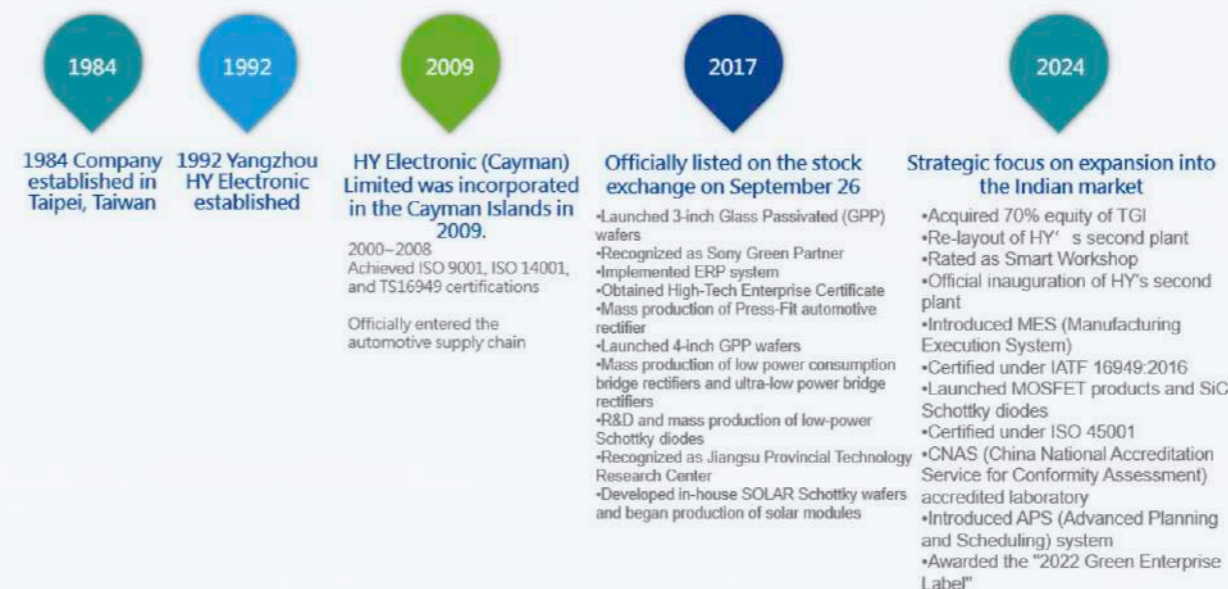 1984
1992
2009
2017
2024
1984 Company
established in
Taipei, Taiwan
1992 Yangzhou
HY Electronic
established
HY Electronic (Cayman)
Limited was incorporated
in the Cayman Islands in
2009.
2000~2008
Achieved ISO 9001, ISO 14001,
and TS16949 certifications
Officially entered the
automotive supply chain
Officially listed on the stock
exchange on September 26
•Launched 3-inch Glass Passivated (GPP)
wafers
•Recognized as Sony Green Partner
•Implemented ERP system
•Obtained High-Tech Enterprise Certificate
•Mass production of Press-Fit automotive
rectifier
•Launched 4-inch GPP wafers
•Mass production of low power consumption
bridge rectifiers and ultra-low power bridge
rectifiers
•R&D and mass production of low-power
Schottky diodes
•Recognized as Jiangsu Provincial Technology
Research Center
•Developed in-house SOLAR Schottky wafers
and began production of solar modules
Strategic focus on expansion into
the Indian market
•Acquired 70% equity of TGI
•Re-layout of HY' s second plant
•Rated as Smart Workshop
•Official inauguration of HY's second
plant
•Introduced MES (Manufacturing
Execution System)
•Certified under IATF 16949:2016
•Launched MOSFET products and SiC
Schottky diodes
•Certified under ISO 45001
•CNAS (China National Accreditation
Service for Conformity Assessment)
accredited laboratory
•Introduced APS (Advanced Planning
and Scheduling) system
•Awarded the "2022 Green Enterprise
Label"